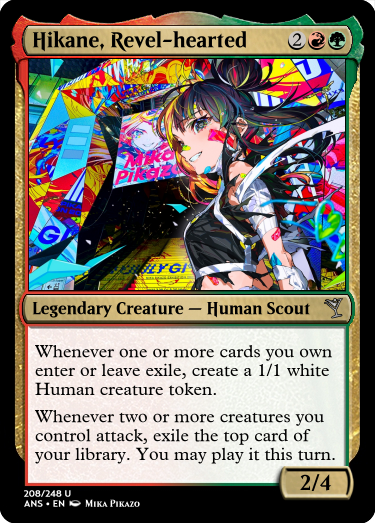 Hikane, Revel-hearted 2
Miko
Pikazo
GI
Legendary Creature — Human Scout
Whenever one or more cards you own
enter or leave exile, create a 1/1 white
Human creature token.
Whenever two or more creatures you
control attack, exile the top card of
your library. You may play it this turn.
2/4
208/248 U
ANS • EN Mika Pikazo